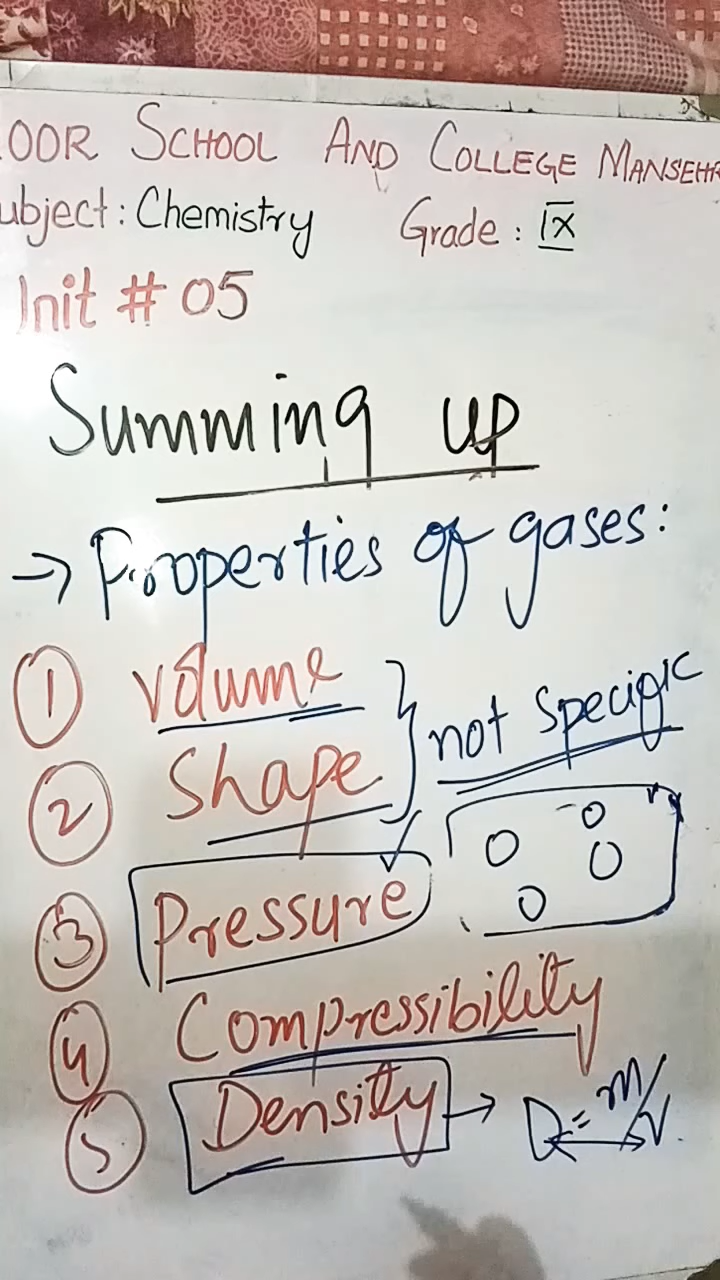 OOR SCHOOL AND COLLEGE MANSEHR
ubject: Chemistry Grade: IX
Unit # 05
Summing up
→ Properties of gases:
① Volume
② Shape
not specific
③ Pressure
④ Compressibility
⑤ Density → D = m/v